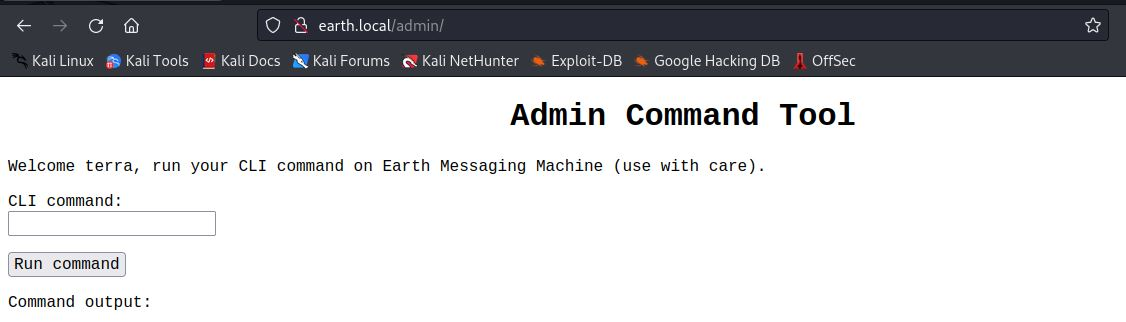 earth.local/admin/
Kali Linux Kali Tools Kali Docs Kali Forums Kali NetHunter Exploit-DB Google Hacking DB OffSec
Admin Command Tool
Welcome terra, run your CLI command on Earth Messaging Machine (use with care).
CLI command:
Run command
Command output: